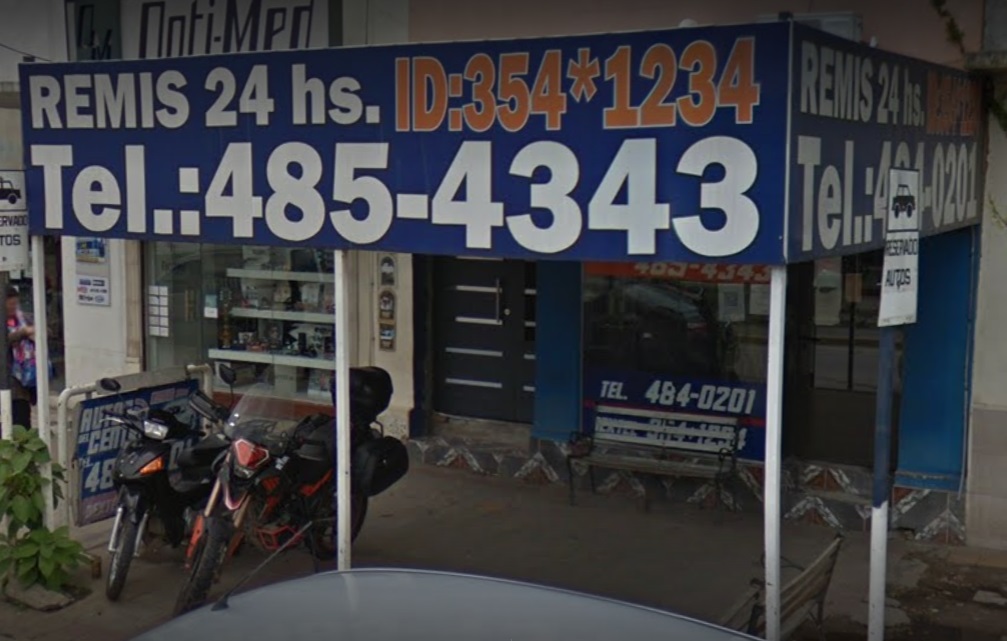 Opti-Med
REMIS 24 hs. ID:354*1234
Tel.:485-4343
REMIS 24 hs.
Tel.:484-0201
RESERVADO
AUTOS
485-4343
TEL. 484-0201